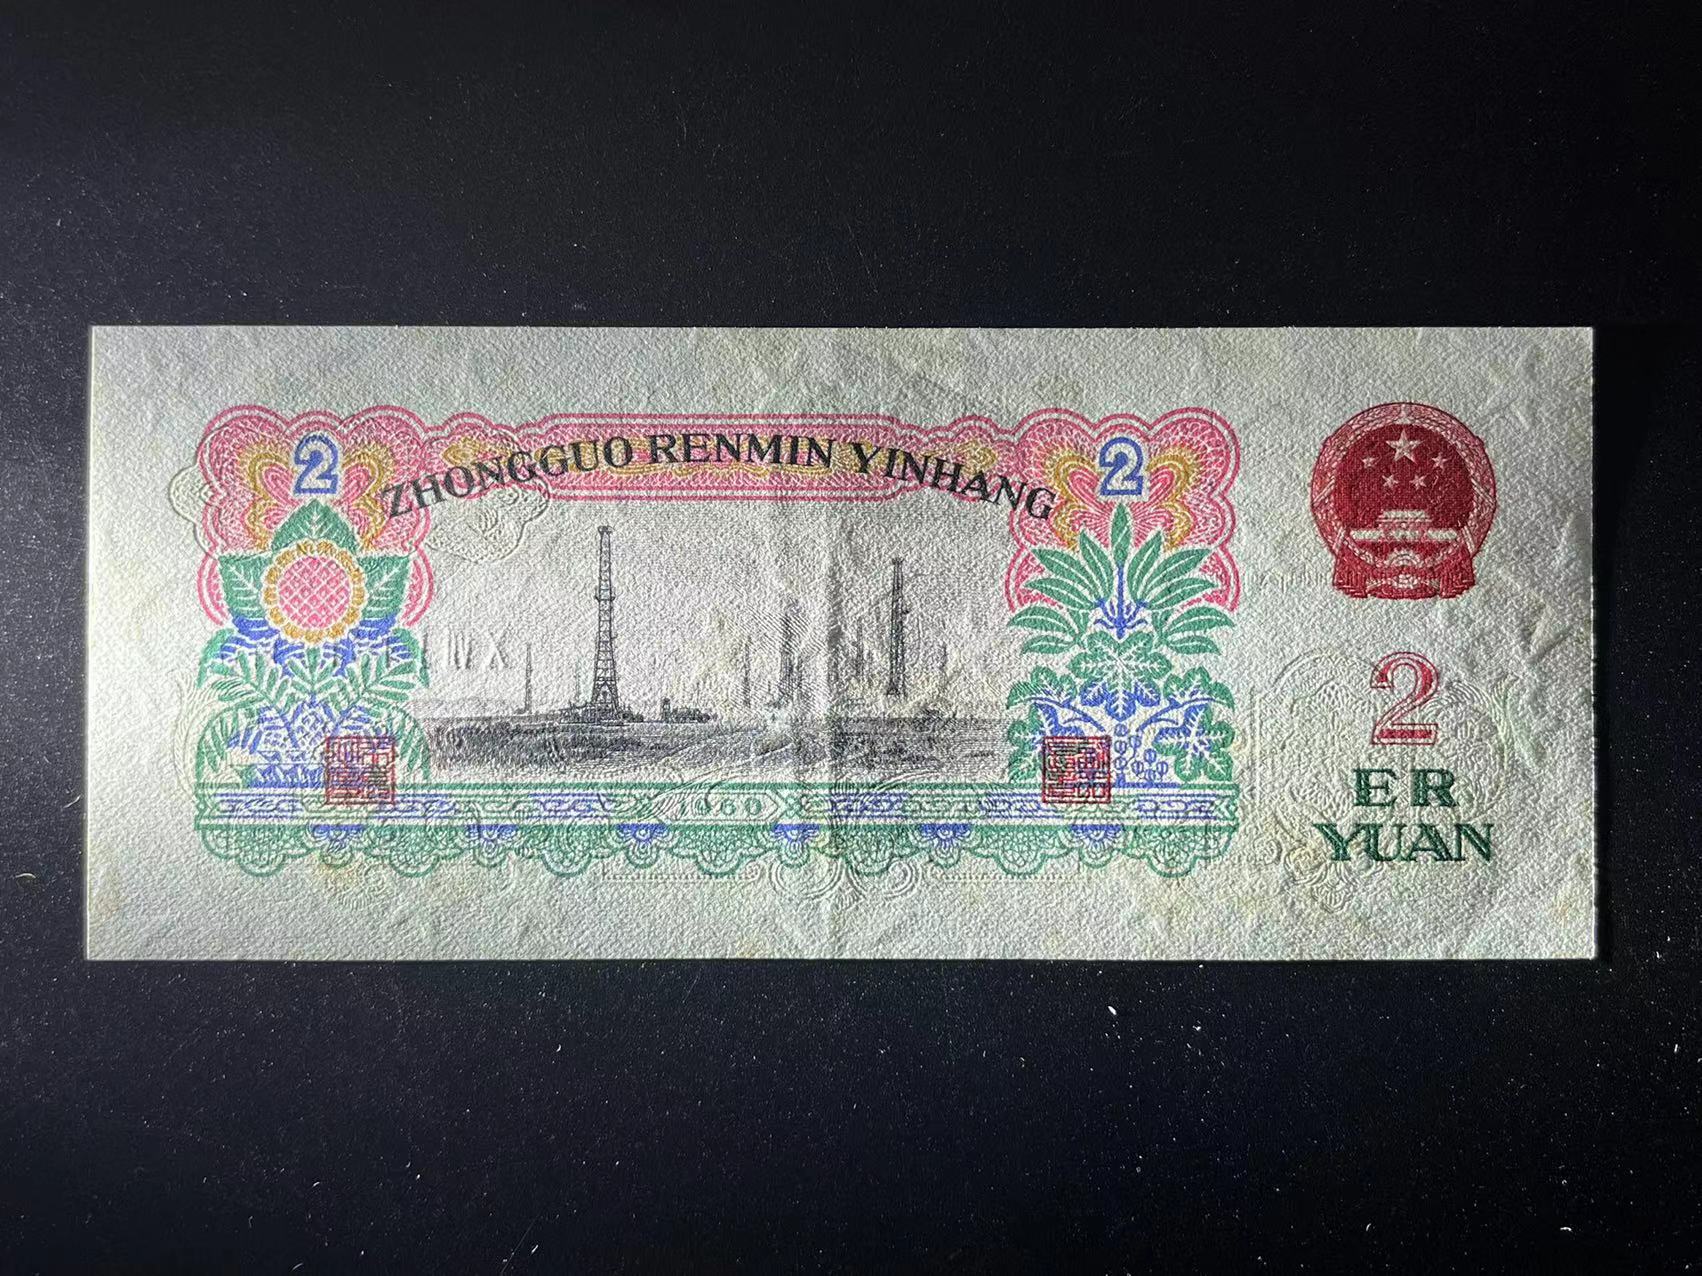 2
ZHONGGUO RENMIN YINHANG
2
1960
2
ER
YUAN